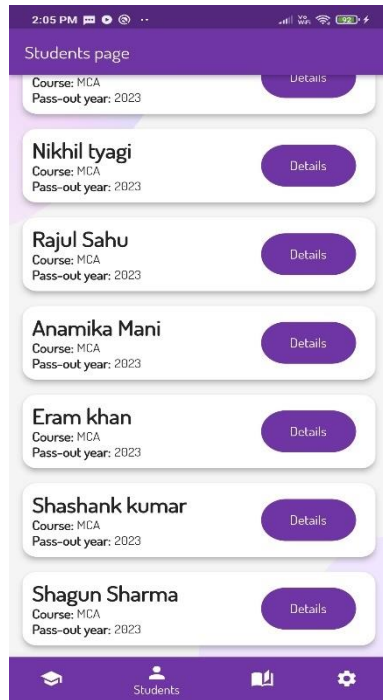 2:05 PM
Vo WiFi 92
Students page
Course: MCA
Pass-out year: 2023
Details
Nikhil tyagi
Course: MCA
Pass-out year: 2023
Details
Rajul Sahu
Course: MCA
Pass-out year: 2023
Details
Anamika Mani
Course: MCA
Pass-out year: 2023
Details
Eram khan
Course: MCA
Pass-out year: 2023
Details
Shashank kumar
Course: MCA
Pass-out year: 2023
Details
Shagun Sharma
Course: MCA
Pass-out year: 2023
Details
Students